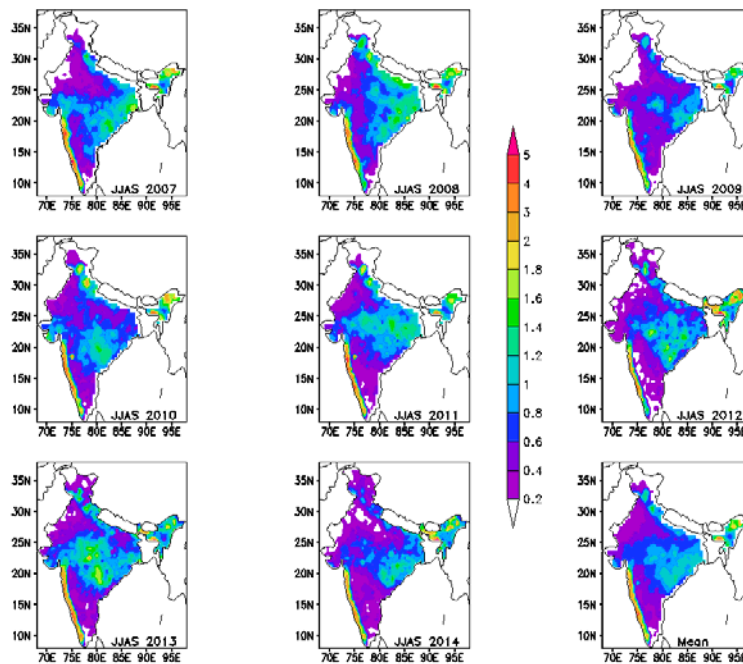 35N
30N
25N
20N
15N
10N
JJAS 2007
70E 75E 80E 85E 90E 95E
35N
30N
25N
20N
15N
10N
JJAS 2008
70E 75E 80E 85E 90E 95E
35N
30N
25N
20N
15N
10N
JJAS 2009
70E 75E 80E 85E 90E 95E
5
4
3
2
1.8
1.6
1.4
1.2
1
0.8
0.6
0.4
0.2
35N
30N
25N
20N
15N
10N
JJAS 2010
70E 75E 80E 85E 90E 95E
35N
30N
25N
20N
15N
10N
JJAS 2011
70E 75E 80E 85E 90E 95E
35N
30N
25N
20N
15N
10N
JJAS 2012
70E 75E 80E 85E 90E 95E
35N
30N
25N
20N
15N
10N
JJAS 2013
70E 75E 80E 85E 90E 95E
35N
30N
25N
20N
15N
10N
JJAS 2014
70E 75E 80E 85E 90E 95E
35N
30N
25N
20N
15N
10N
Mean
70E 75E 80E 85E 90E 95E